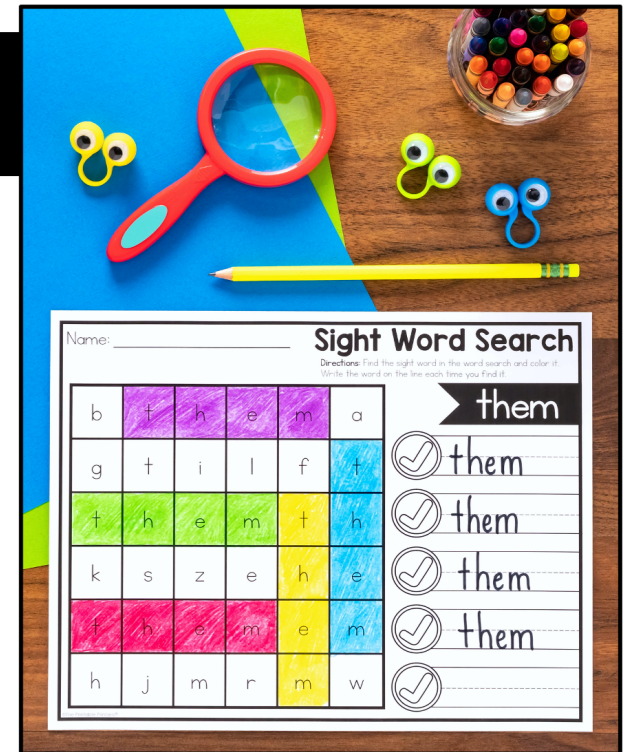 Name:
Sight Word Search
Directions: Find the sight word in the word search and color it.
Write the word on the line each time you find it.
them
b t h e m a
g t i l f t
t h e m t h
k s z e h e
t h e m e m
h j m r m w
them
them
them
them